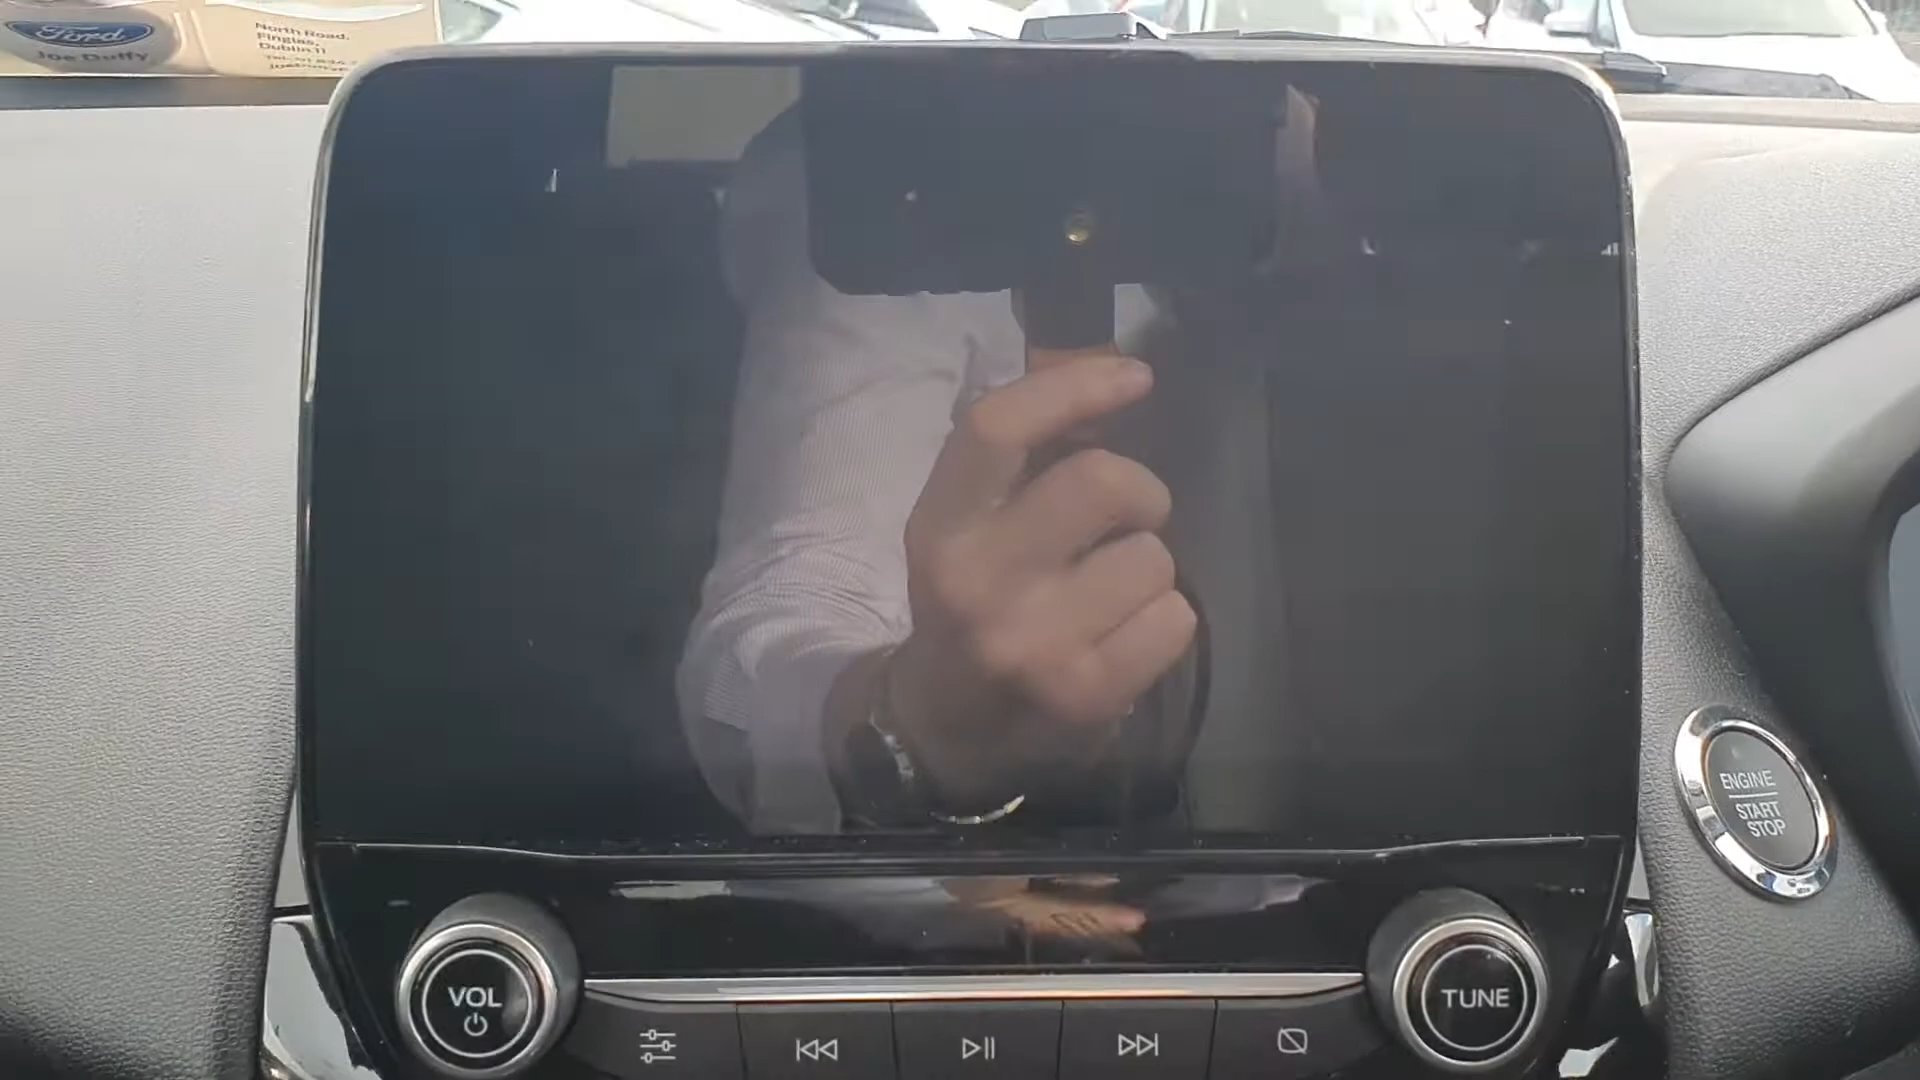 Ford
Joe Duffy
North Road,
Finglas,
Dublin 11
ENGINE
START
STOP
VOL
TUNE